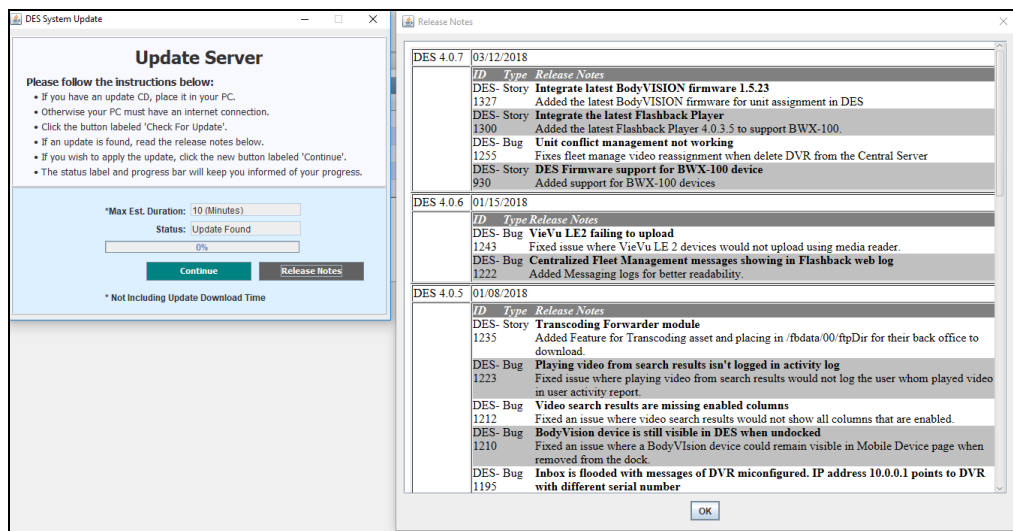 DES System Update
Update Server
Please follow the instructions below:
• If you have an update CD, place it in your PC.
• Otherwise your PC must have an internet connection.
• Click the button labeled 'Check For Update'.
• If an update is found, read the release notes below.
• If you wish to apply the update, click the new button labeled 'Continue'.
• The status label and progress bar will keep you informed of your progress.
*Max Est. Duration: 10 (Minutes)
Status: Update Found
0%
Continue Release Notes
* Not Including Update Download Time
Release Notes
DES 4.0.7 03/12/2018
ID Type Release Notes
DES- Story Integrate latest BodyVISION firmware 1.5.23
1327 Added the latest BodyVISION firmware for unit assignment in DES
DES- Story Integrate the latest Flashback Player
1300 Added the latest Flashback Player 4.0.3.5 to support BWX-100.
DES- Bug Unit conflict management not working
1255 Fixes fleet manage video reassignment when delete DVR from the Central Server
DES- Story DES Firmware support for BWX-100 device
930 Added support for BWX-100 devices
DES 4.0.6 01/15/2018
ID Type Release Notes
DES- Bug VieVu LE2 failing to upload
1243 Fixed issue where VieVu LE 2 devices would not upload using media reader.
DES- Bug Centralized Fleet Management messages showing in Flashback web log
1222 Added Messaging logs for better readability.
DES 4.0.5 01/08/2018
ID Type Release Notes
DES- Story Transcoding Forwarder module
1235 Added Feature for Transcoding asset and placing in /fbdata/00/ftpDir for their back office to
download.
DES- Bug Playing video from search results isn't logged in activity log
1223 Fixed issue where playing video from search results would not log the user whom played video
in user activity report.
DES- Bug Video search results are missing enabled columns
1212 Fixed an issue where video search results would not show all columns that are enabled.
DES- Bug BodyVision device is still visible in DES when undocked
1210 Fixed an issue where a BodyVIsion device could remain visible in Mobile Device page when
removed from the dock.
DES- Bug Inbox is flooded with messages of DVR miconfigured. IP address 10.0.0.1 points to DVR
1195 with different serial number
OK